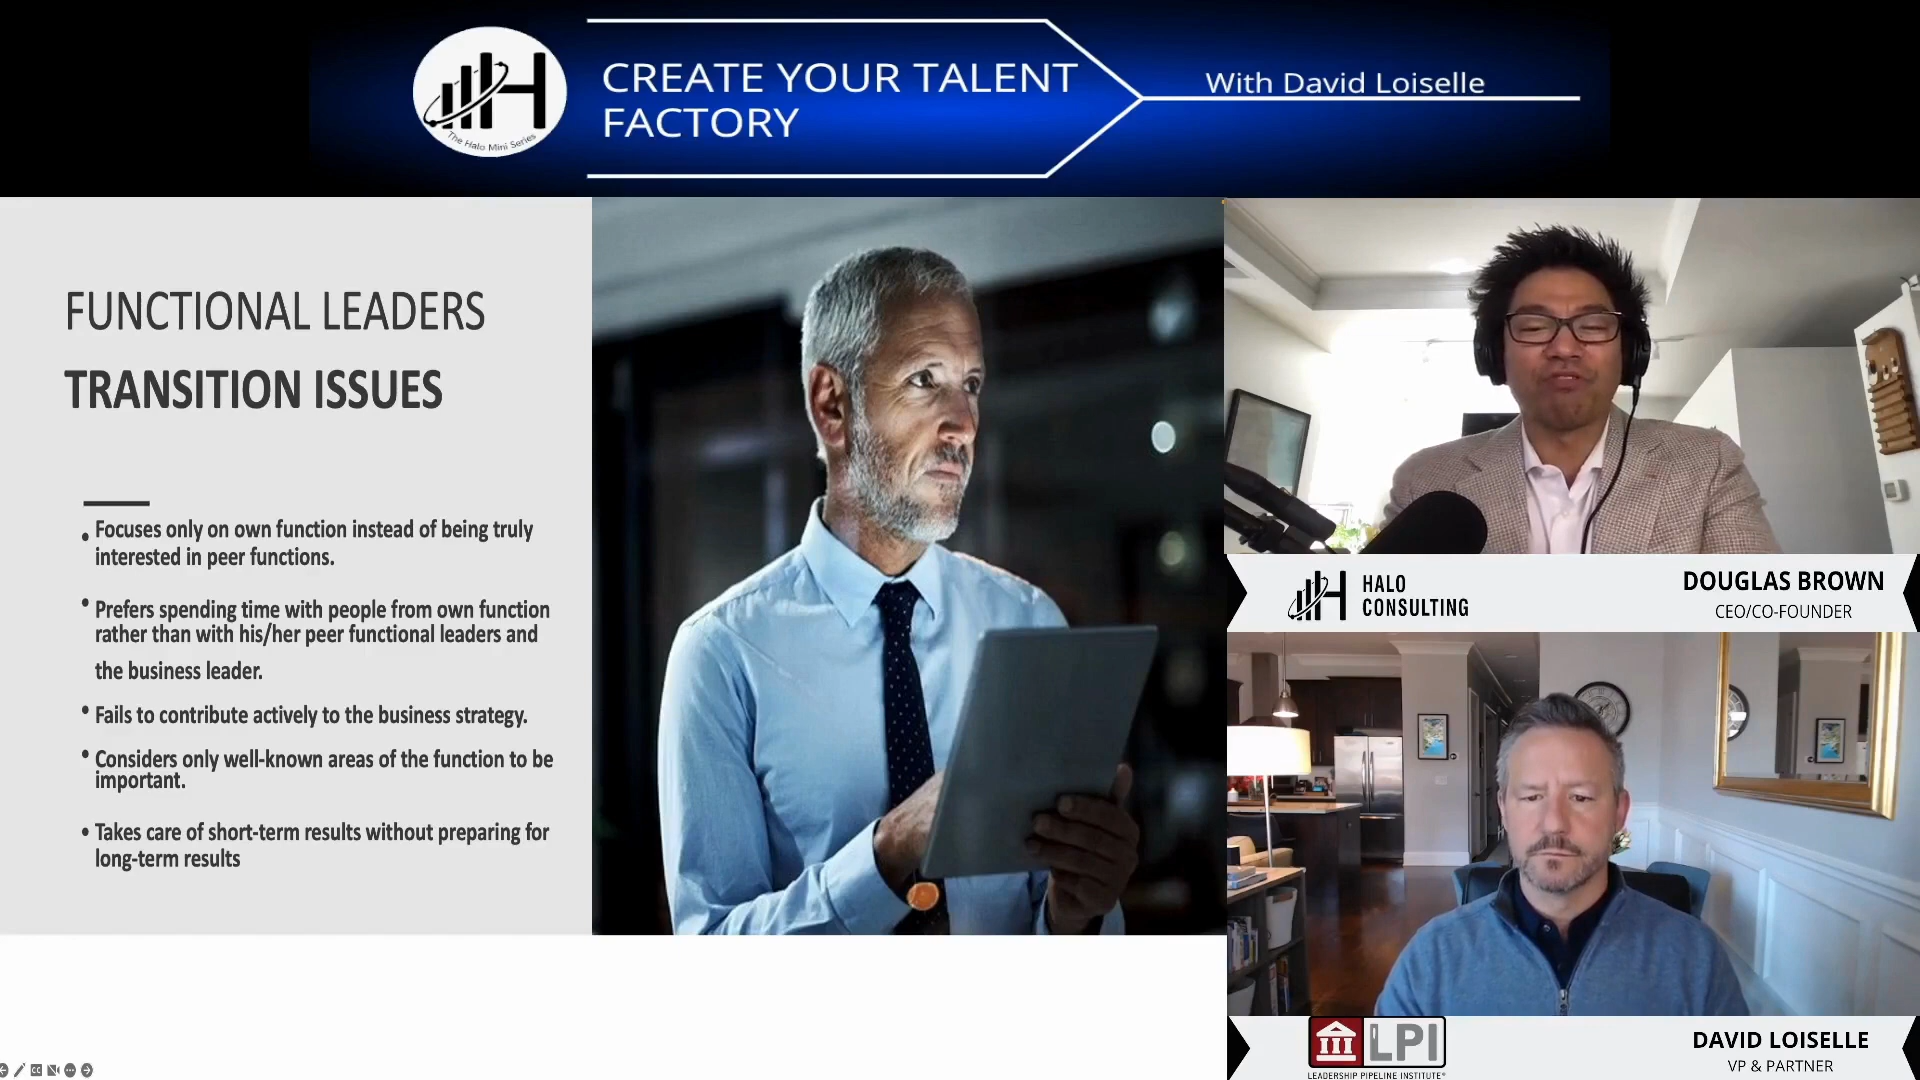 The Halo Mini Series
CREATE YOUR TALENT
FACTORY
With David Loiselle
FUNCTIONAL LEADERS
TRANSITION ISSUES
• Focuses only on own function instead of being truly
interested in peer functions.
• Prefers spending time with people from own function
rather than with his/her peer functional leaders and
the business leader.
• Fails to contribute actively to the business strategy.
• Considers only well-known areas of the function to be
important.
• Takes care of short-term results without preparing for
long-term results
H HALO
CONSULTING
DOUGLAS BROWN
CEO/CO-FOUNDER
LPI
LEADERSHIP PIPELINE INSTITUTE®
DAVID LOISELLE
VP & PARTNER